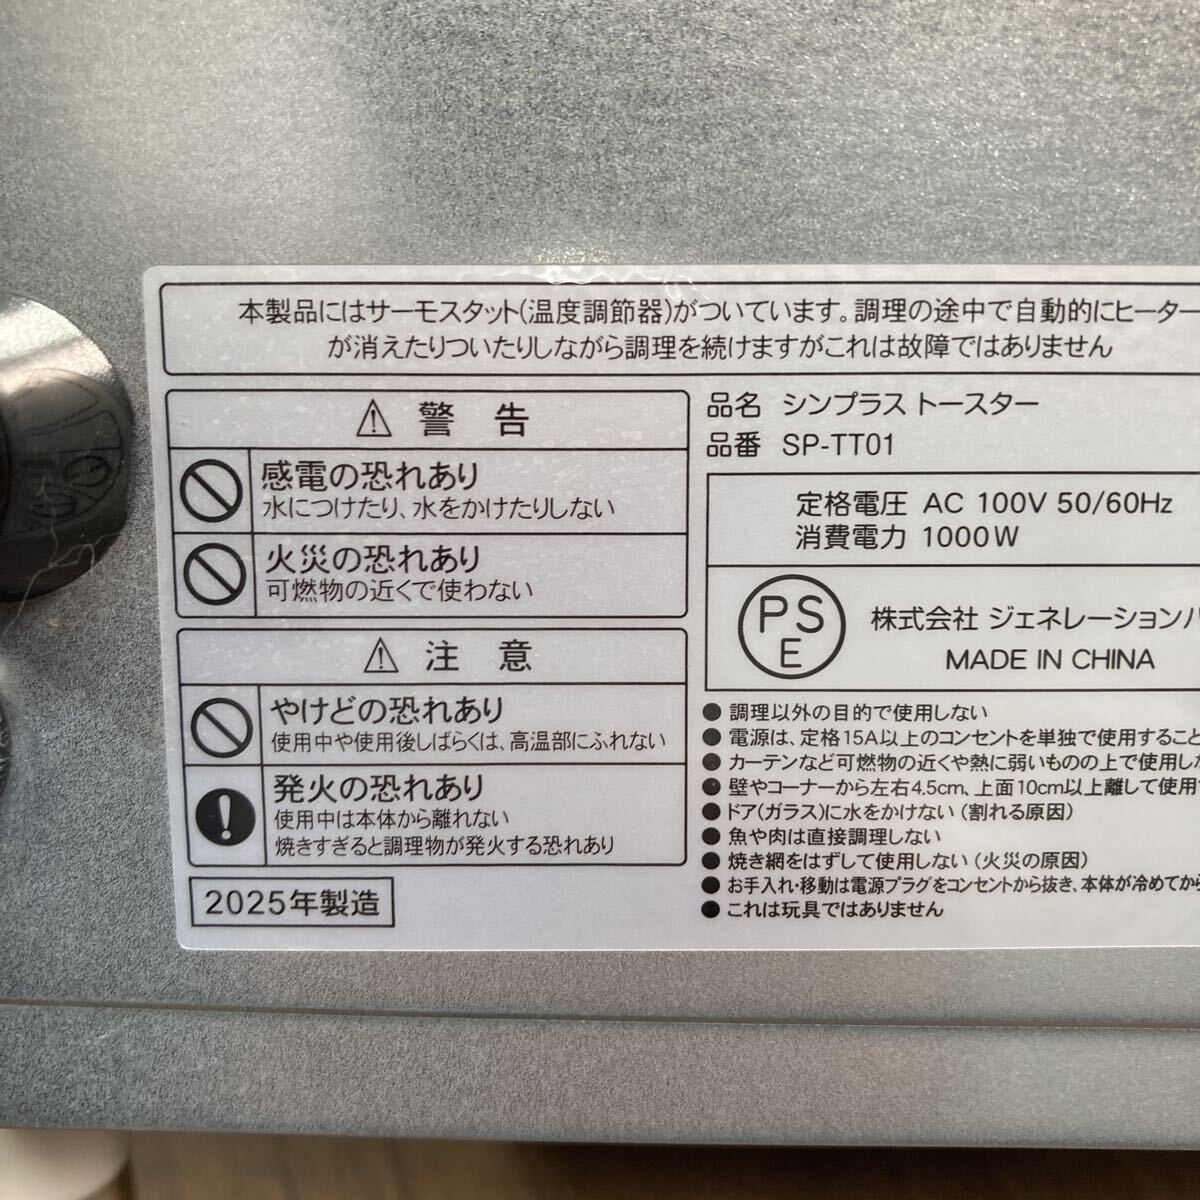 本製品にはサーモスタット(温度調節器)がついています。調理の途中で自動的にヒーター
が消えたりついたりしながら調理を続けますがこれは故障ではありません
⚠ 警 告
感電の恐れあり
水につけたり、水をかけたりしない
火災の恐れあり
可燃物の近くで使わない
⚠ 注 意
やけどの恐れあり
使用中や使用後しばらくは、高温部にふれない
発火の恐れあり
使用中は本体から離れない
焼きすぎると調理物が発火する恐れあり
2025年製造
品名 シンプラス トースター
品番 SP-TT01
定格電圧 AC 100V 50/60Hz
消費電力 1000W
PS
E
株式会社 ジェネレーション
MADE IN CHINA
● 調理以外の目的で使用しない
● 電源は、定格15A以上のコンセントを単独で使用すること
● カーテンなど可燃物の近くや熱に弱いものの上で使用し
● 壁やコーナーから左右4.5cm、上面10cm以上離して使用
● ドア(ガラス)に水をかけない (割れる原因)
● 魚や肉は直接調理しない
● 焼き網をはずして使用しない (火災の原因)
● お手入れ・移動は電源プラグをコンセントから抜き、本体が冷めてから
● これは玩具ではありません